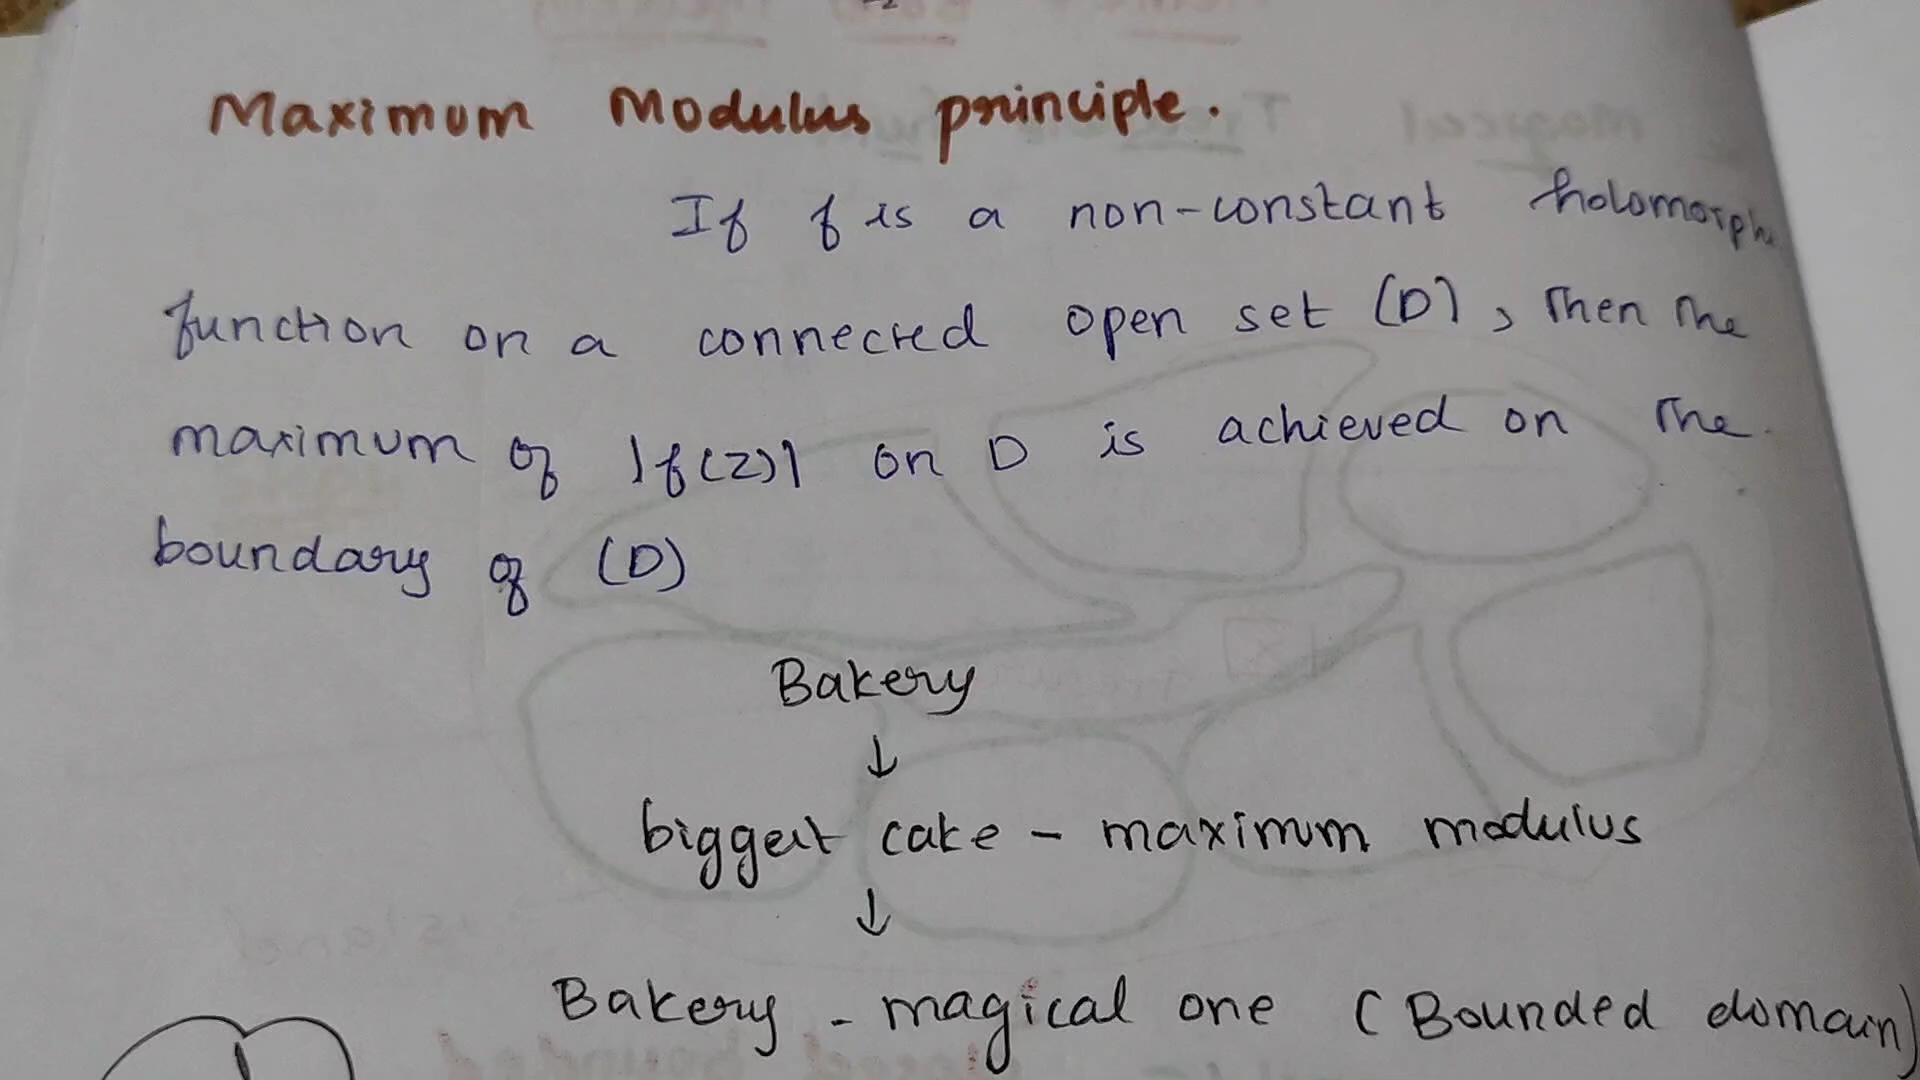 Maximum Modulus principle.
If f is a non-constant holomorphic
function on a connected open set (D), Then The
maximum of |f(z)| on D is achieved on The
boundary of (D)
Bakery
↓
biggest cake - maximum modulus
↓
Bakery - magical one (Bounded domain)